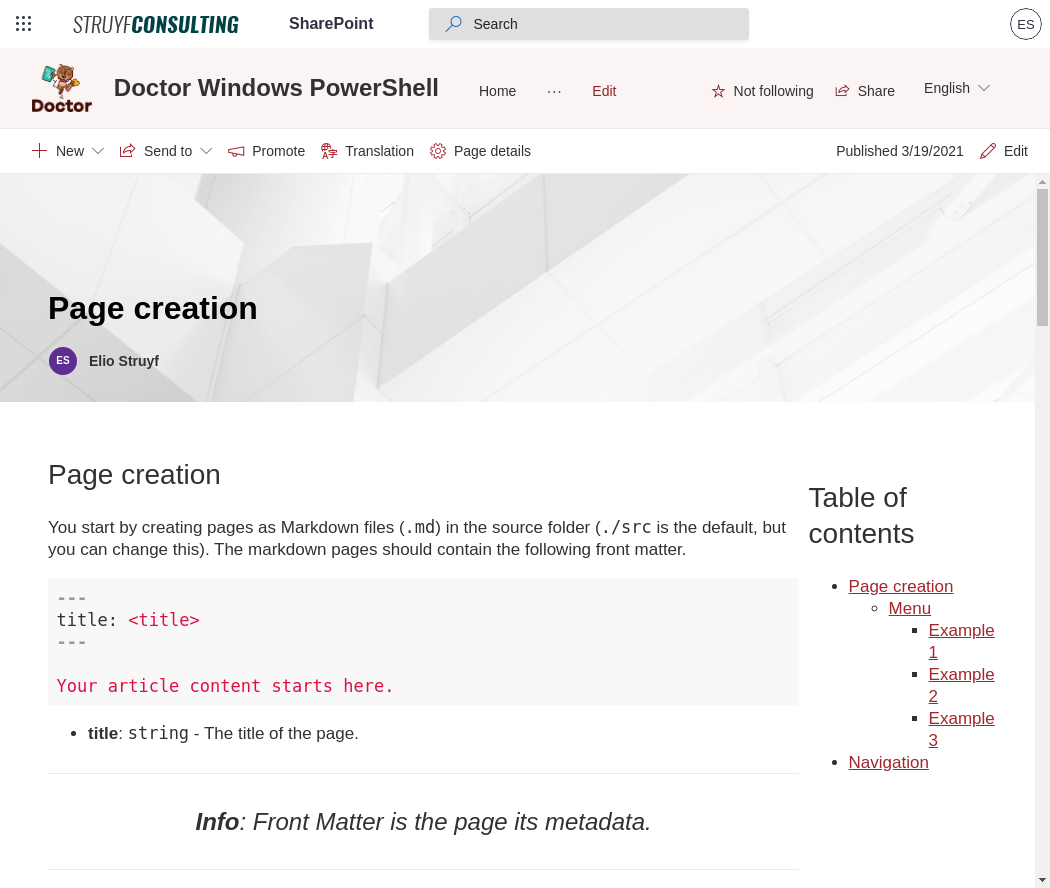 STRUYFCONSULTING SharePoint Search ES
Doctor Doctor Windows PowerShell Home ... Edit Not following Share English
New Send to Promote Translation Page details Published 3/19/2021 Edit
Page creation
ES Elio Struyf
Page creation
You start by creating pages as Markdown files (.md) in the source folder (./src is the default, but
you can change this). The markdown pages should contain the following front matter.
---
title: <title>
---
Your article content starts here.
• title: string - The title of the page.
Info: Front Matter is the page its metadata.
Table of
contents
• Page creation
◦ Menu
▪ Example
1
▪ Example
2
▪ Example
3
• Navigation